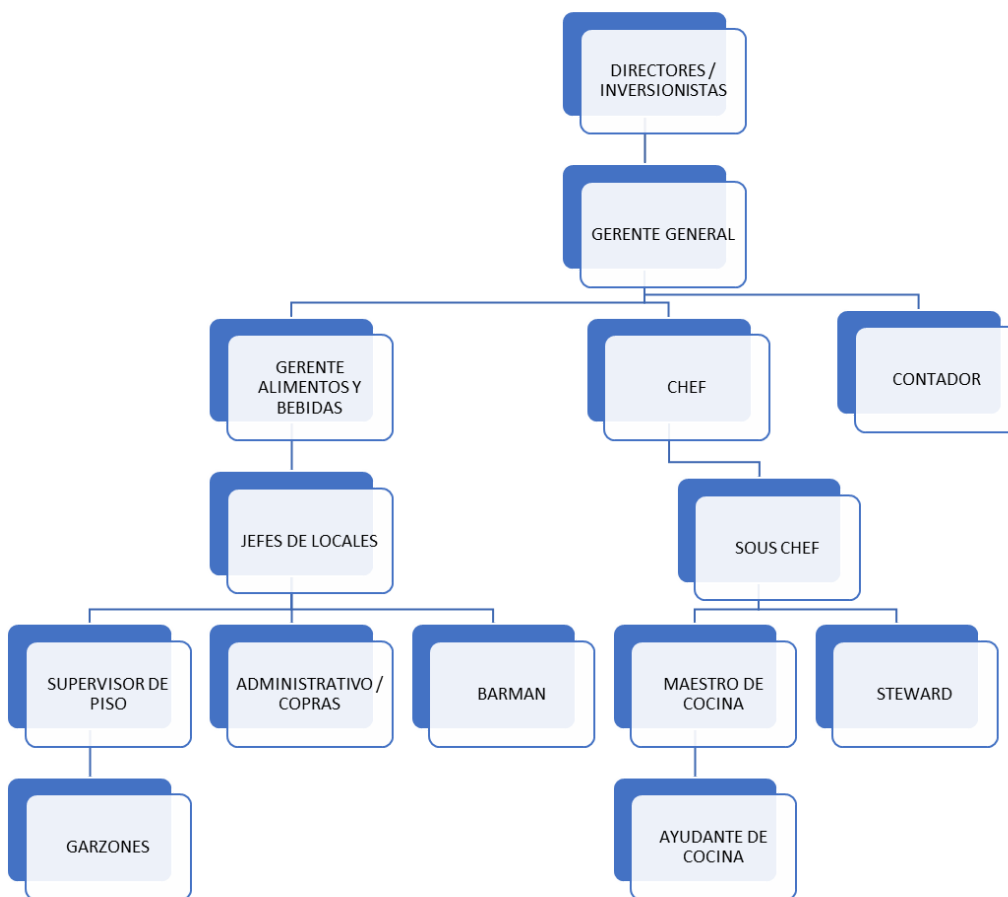 DIRECTORES /
INVERSIONISTAS
GERENTE GENERAL
GERENTE
ALIMENTOS Y
BEBIDAS
CHEF
CONTADOR
JEFES DE LOCALES
SOUS CHEF
SUPERVISOR DE
PISO
ADMINISTRATIVO /
COPRAS
BARMAN
MAESTRO DE
COCINA
STEWARD
GARZONES
AYUDANTE DE
COCINA